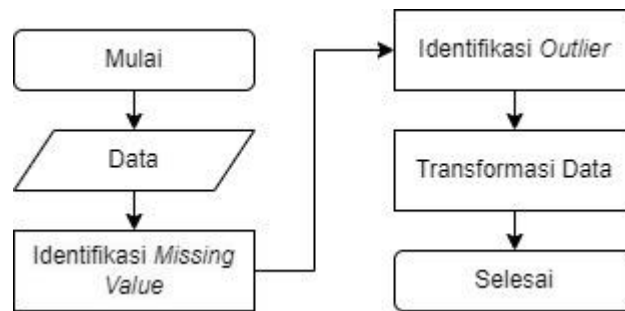 Mulai
Data
Identifikasi Missing
Value
Identifikasi Outlier
Transformasi Data
Selesai